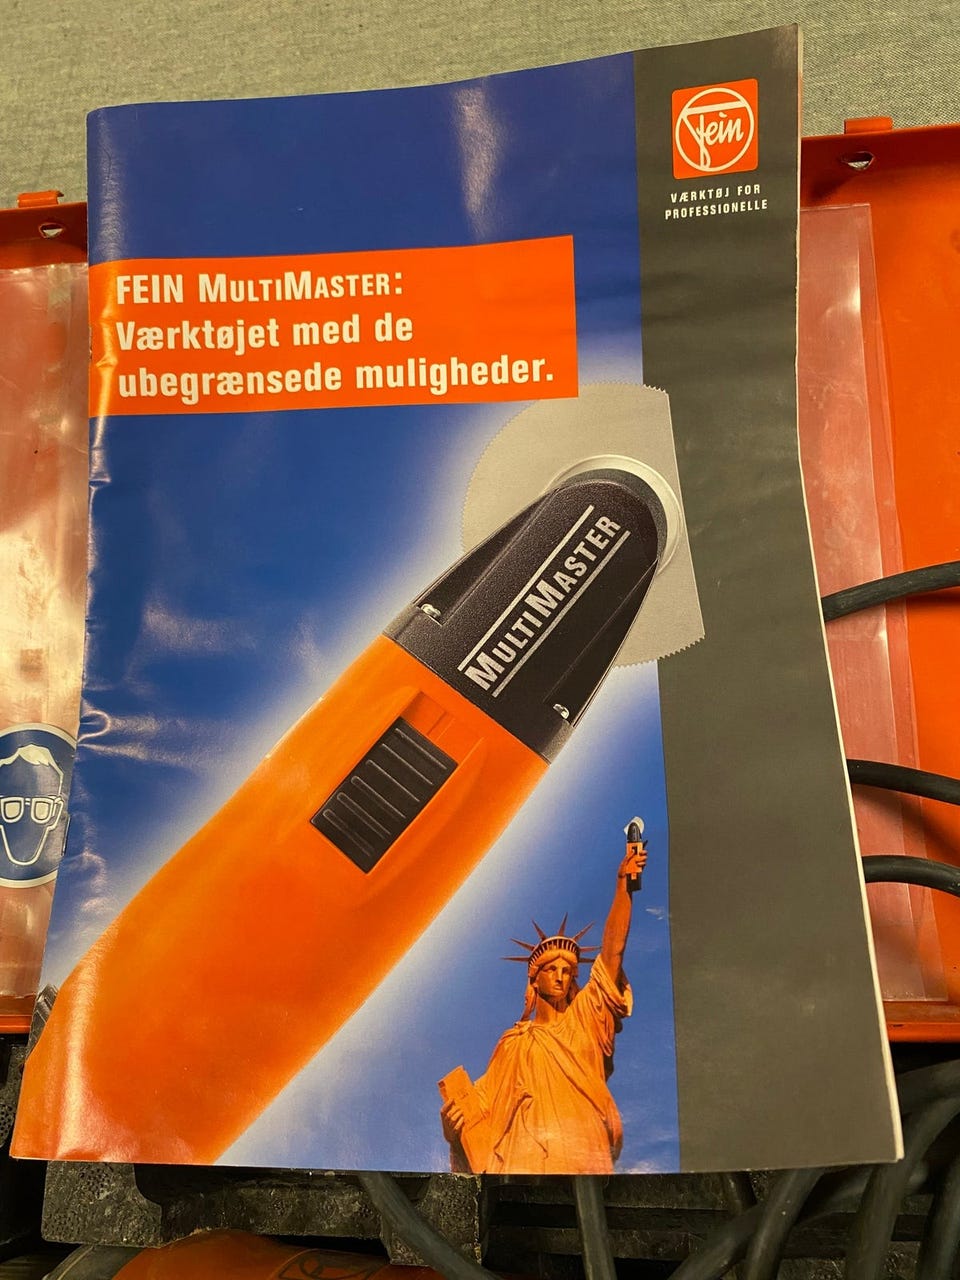 fein
VÆRKTØJ FOR
PROFESSIONELLE
FEIN MULTIMASTER:
Værktøjet med de
ubegrænsede muligheder.
MULTIMASTER